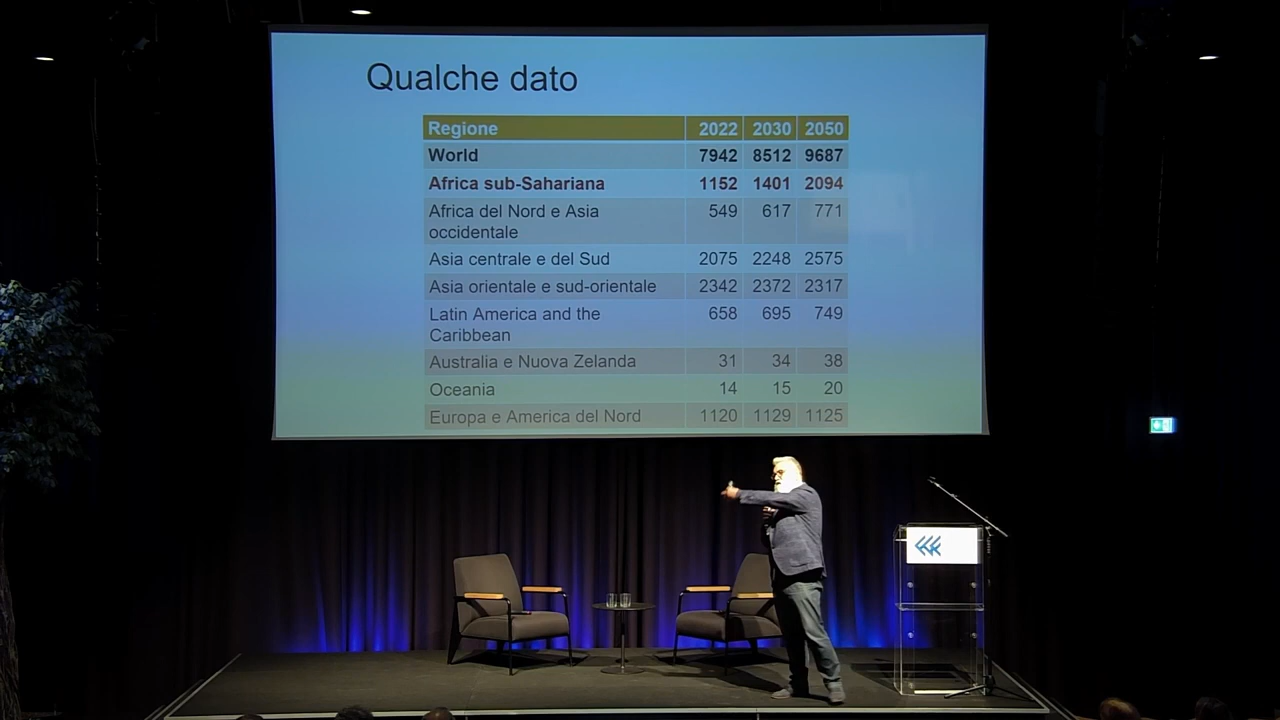 Qualche dato
Regione 2022 2030 2050
World 7942 8512 9687
Africa sub-Sahariana 1152 1401 2094
Africa del Nord e Asia 549 617 771
occidentale
Asia centrale e del Sud 2075 2248 2575
Asia orientale e sud-orientale 2342 2372 2317
Latin America and the 658 695 749
Caribbean
Australia e Nuova Zelanda 31 34 38
Oceania 14 15 20
Europa e America del Nord 1120 1129 1125